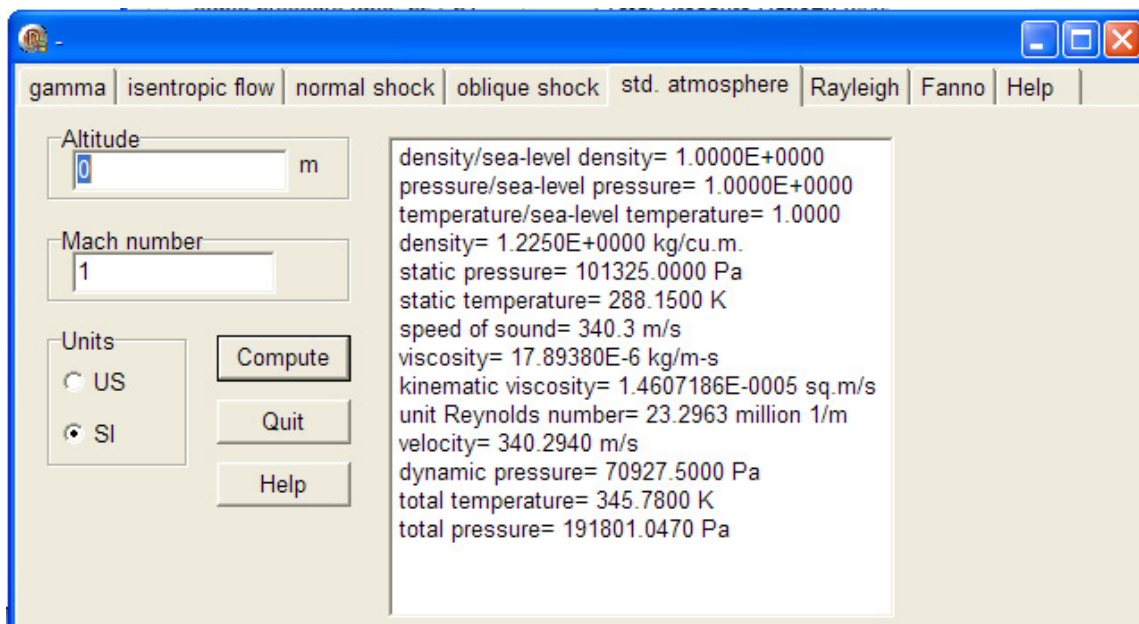 -
gamma isentropic flow normal shock oblique shock std. atmosphere Rayleigh Fanno Help
Altitude
0 m
Mach number
1
Units
US
SI
Compute
Quit
Help
density/sea-level density= 1.0000E+0000
pressure/sea-level pressure= 1.0000E+0000
temperature/sea-level temperature= 1.0000
density= 1.2250E+0000 kg/cu.m.
static pressure= 101325.0000 Pa
static temperature= 288.1500 K
speed of sound= 340.3 m/s
viscosity= 17.89380E-6 kg/m-s
kinematic viscosity= 1.4607186E-0005 sq.m/s
unit Reynolds number= 23.2963 million 1/m
velocity= 340.2940 m/s
dynamic pressure= 70927.5000 Pa
total temperature= 345.7800 K
total pressure= 191801.0470 Pa